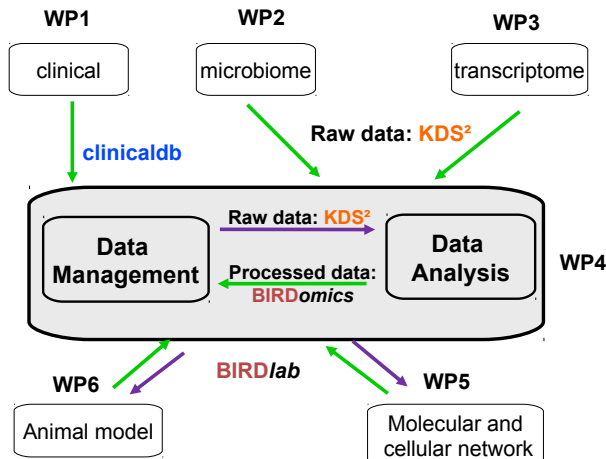 WP1
WP2
WP3
clinical
microbiome
transcriptome
Raw data: KDS²
clinicaldb
Raw data: KDS²
Data
Management
Data
Analysis
Processed data:
BIRDomics
WP4
BIRDlab
WP6
WP5
Animal model
Molecular and
cellular network